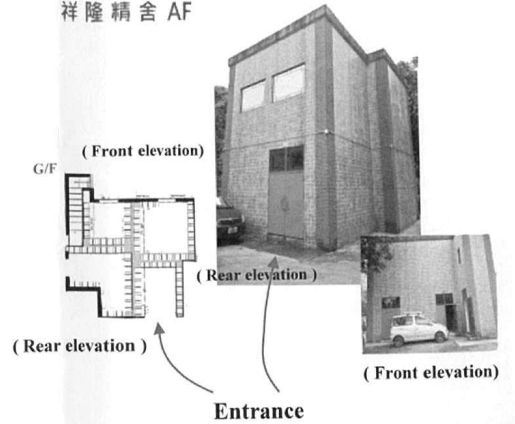 祥隆精舍 AF
( Front elevation)
G/F
( Rear elevation )
( Rear elevation )
( Front elevation)
Entrance